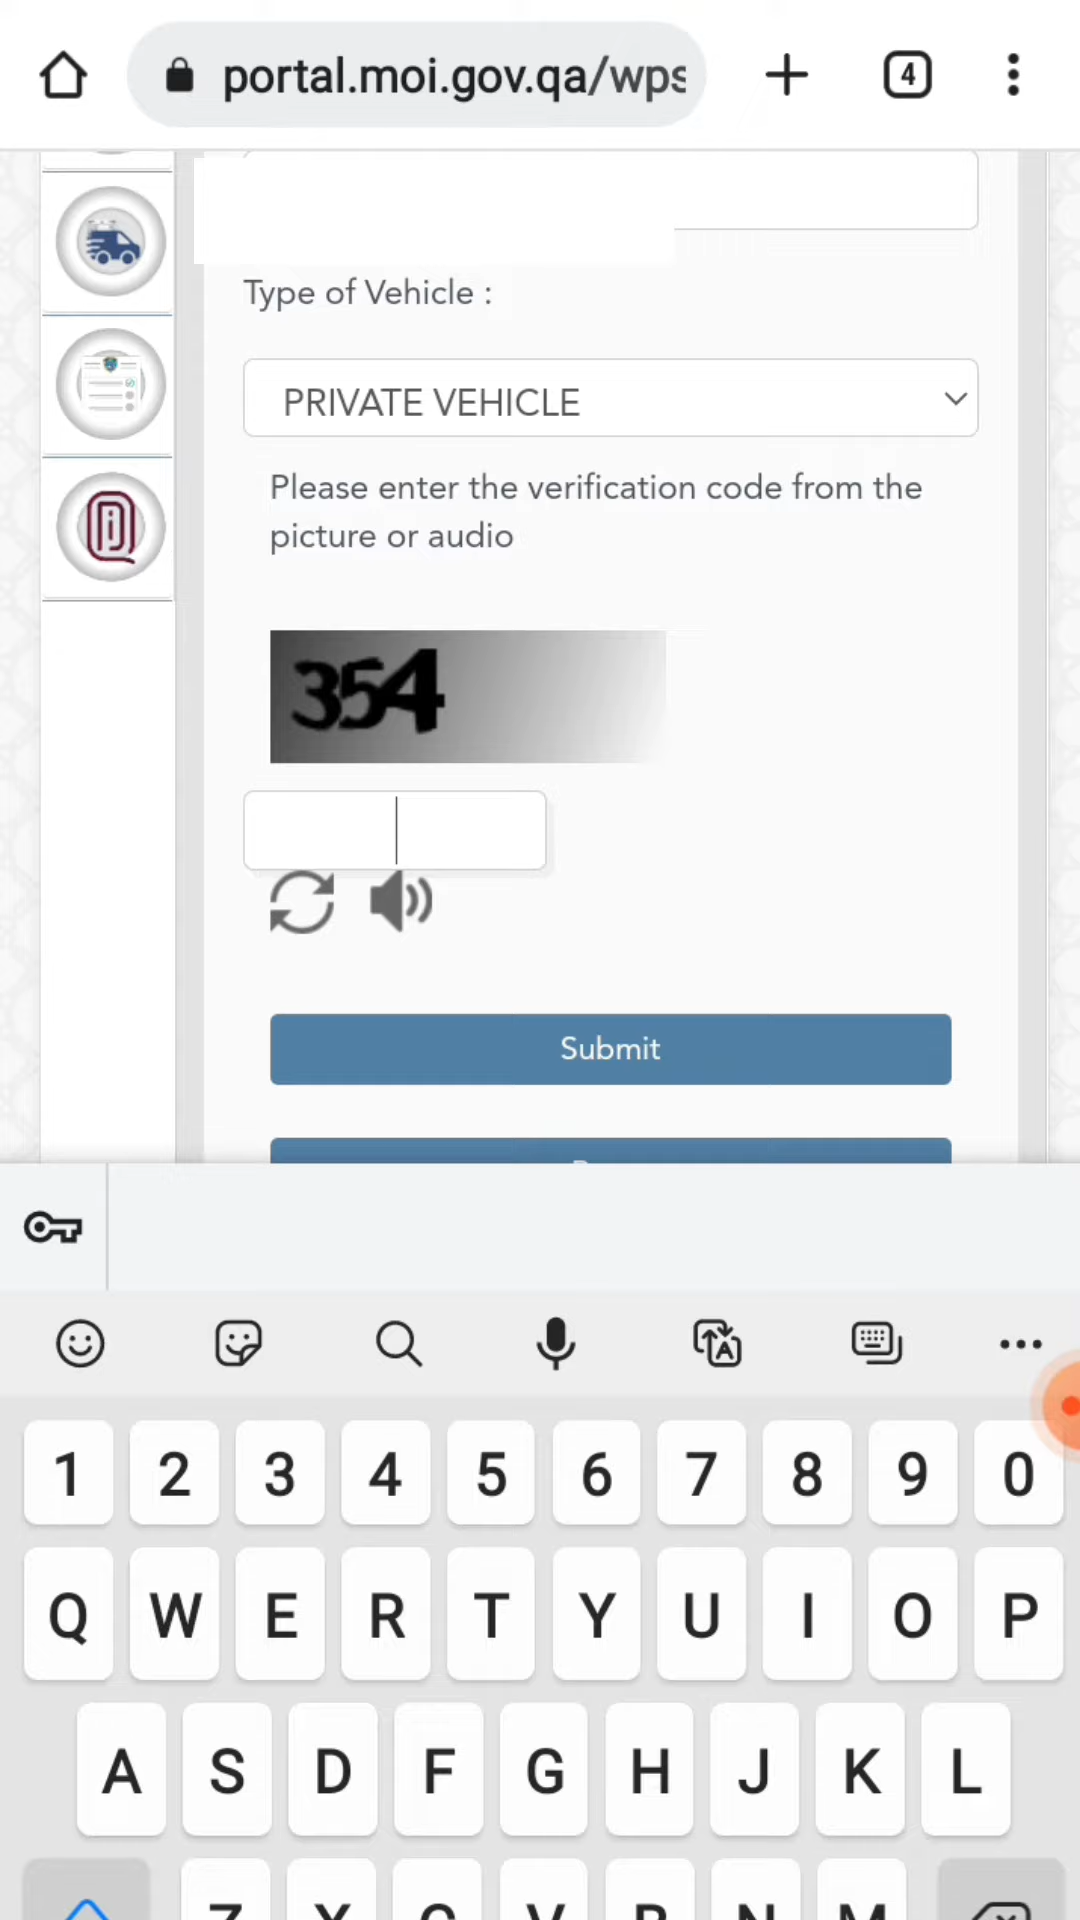 portal.moi.gov.qa/wps
4
Type of Vehicle :
PRIVATE VEHICLE
Please enter the verification code from the
picture or audio
354
Submit
1 2 3 4 5 6 7 8 9 0
Q W E R T Y U I O P
A S D F G H J K L
Z X C V B N M